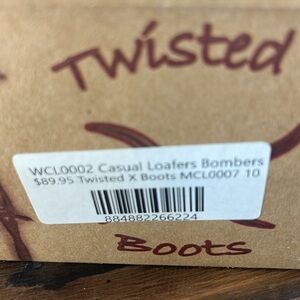 Twisted
WCL0002 Casual Loafers Bombers
$89.95 Twisted X Boots MCL0007 10
884882266224
Boots